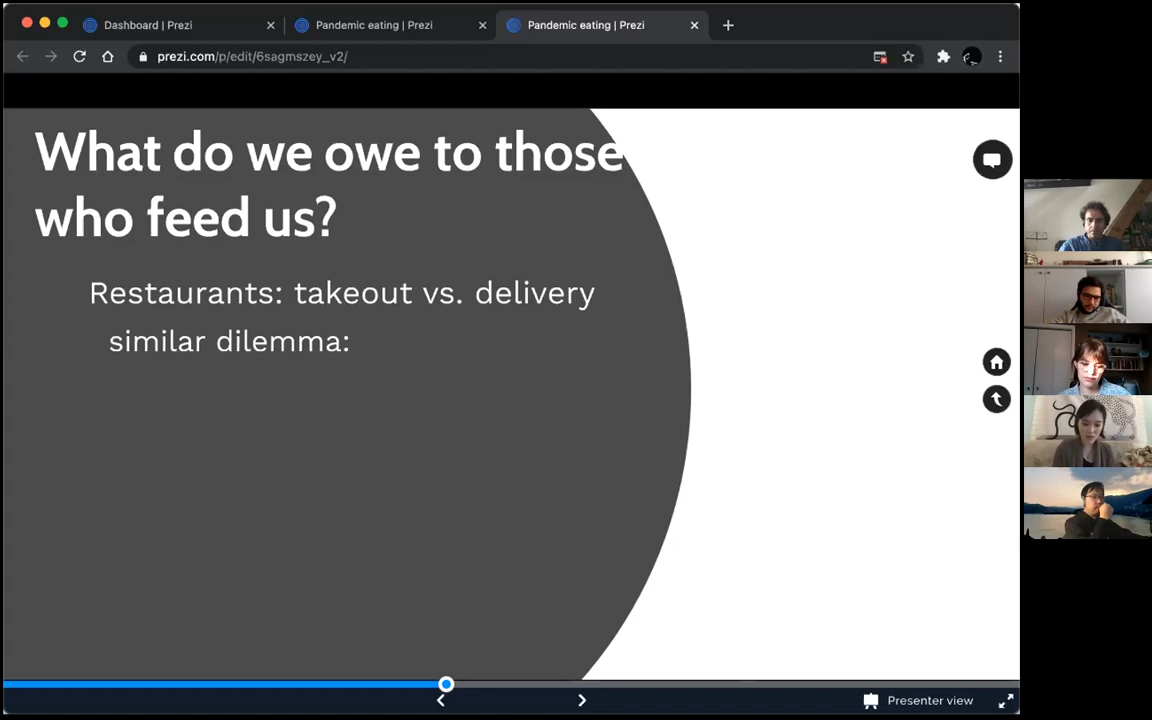 Dashboard | Prezi
Pandemic eating | Prezi
Pandemic eating | Prezi
prezi.com/p/edit/6sagmszey_v2/
What do we owe to those
who feed us?
Restaurants: takeout vs. delivery
similar dilemma:
Presenter view